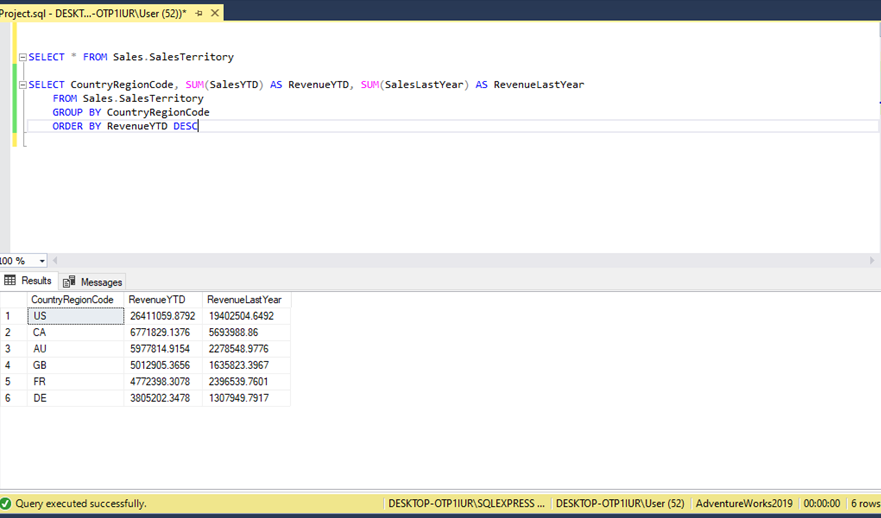 Project.sql - DESKT...-OTP1IUR\User (52))*
SELECT * FROM Sales.SalesTerritory
SELECT CountryRegionCode, SUM(SalesYTD) AS RevenueYTD, SUM(SalesLastYear) AS RevenueLastYear
FROM Sales.SalesTerritory
GROUP BY CountryRegionCode
ORDER BY RevenueYTD DESC
100 %
Results Messages
CountryRegionCode RevenueYTD RevenueLastYear
1 US 26411059.8792 19402504.6492
2 CA 6771829.1376 5693988.86
3 AU 5977814.9154 2278548.9776
4 GB 5012905.3656 1635823.3967
5 FR 4772398.3078 2396539.7601
6 DE 3805202.3478 1307949.7917
Query executed successfully. DESKTOP-OTP1IUR\SQLEXPRESS ... DESKTOP-OTP1IUR\User (52) AdventureWorks2019 00:00:00 6 rows